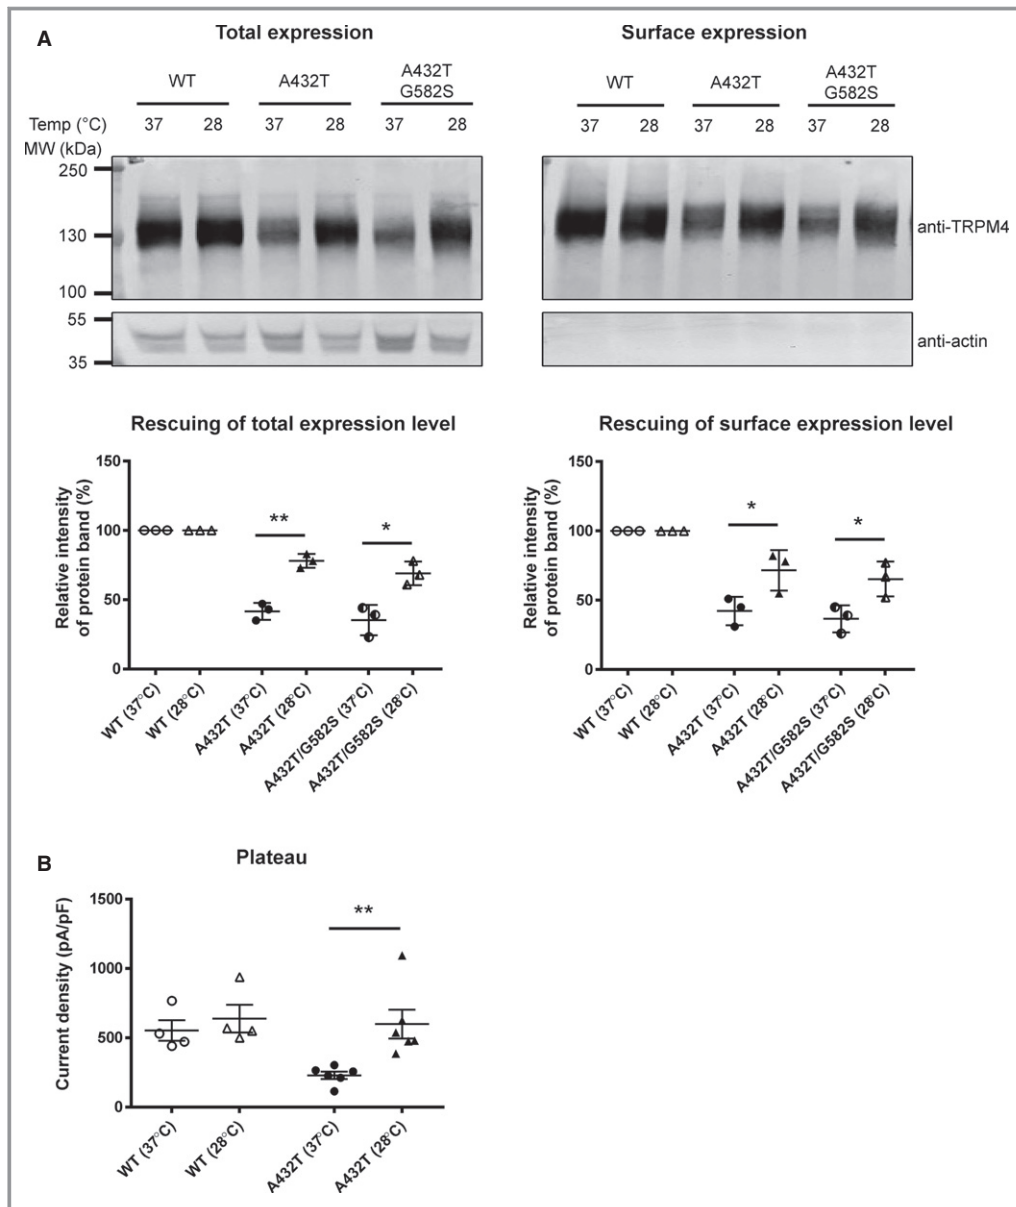 A
Total expression
Surface expression
WT
A432T
A432T
G582S
WT
A432T
A432T
G582S
Temp (°C)
37 28 37 28 37 28
37 28 37 28 37 28
MW (kDa)
250
130
100
55
35
anti-TRPM4
anti-actin
Rescuing of total expression level
Relative intensity
of protein band (%)
150
100
50
0
**
*
WT (37°C)
WT (28°C)
A432T (37°C)
A432T (28°C)
A432T/G582S (37°C)
A432T/G582S (28°C)
Rescuing of surface expression level
Relative intensity
of protein band (%)
150
100
50
0
*
*
WT (37°C)
WT (28°C)
A432T (37°C)
A432T (28°C)
A432T/G582S (37°C)
A432T/G582S (28°C)
B
Plateau
Current density (pA/pF)
1500
1000
500
0
**
WT (37°C)
WT (28°C)
A432T (37°C)
A432T (28°C)